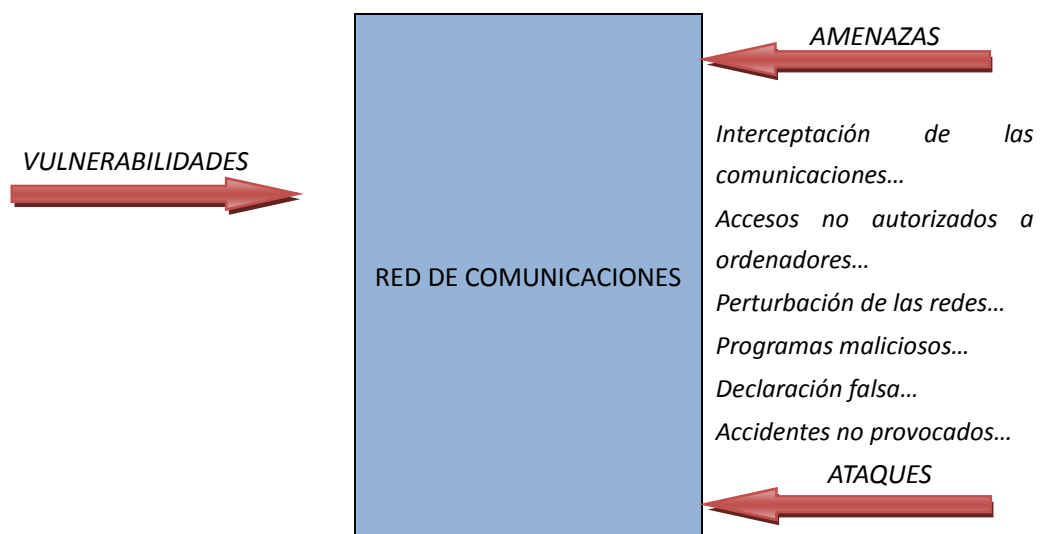 VULNERABILIDADES
RED DE COMUNICACIONES
AMENAZAS
Interceptación de las
comunicaciones…
Accesos no autorizados a
ordenadores…
Perturbación de las redes…
Programas maliciosos…
Declaración falsa…
Accidentes no provocados…
ATAQUES